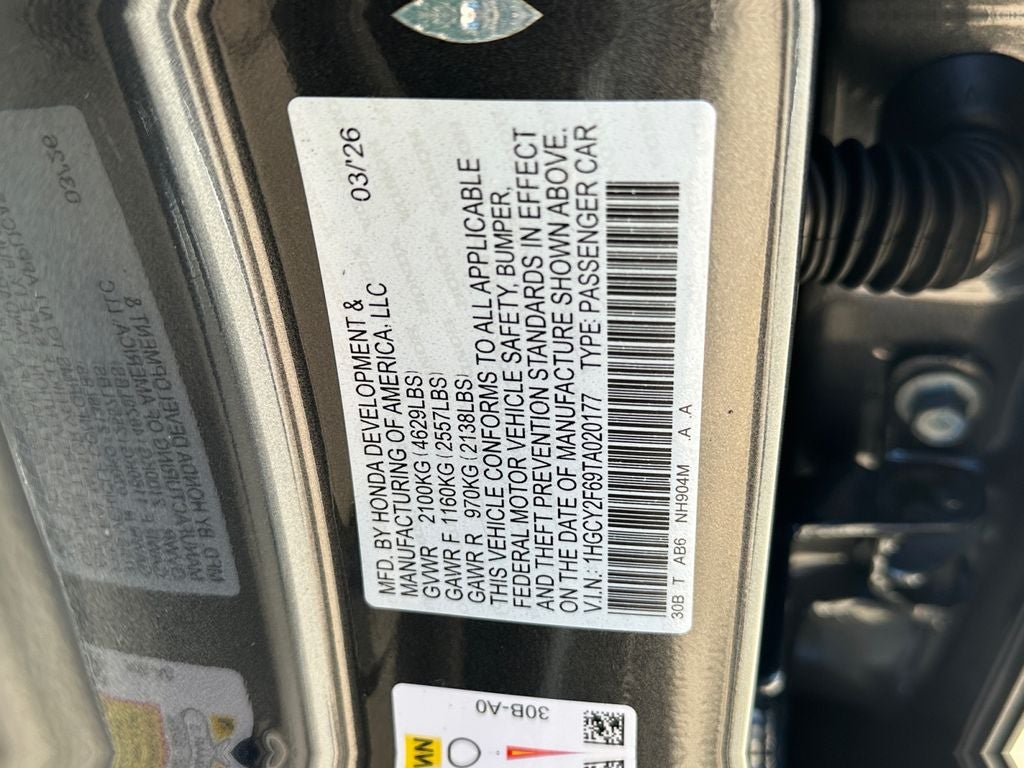 03/'26
MFD. BY HONDA DEVELOPMENT &
MANUFACTURING OF AMERICA. LLC
GVWR 2100KG (4629LBS)
GAWR F 1160KG (2557LBS)
GAWR R 970KG (2138LBS)
THIS VEHICLE CONFORMS TO ALL APPLICABLE
FEDERAL MOTOR VEHICLE SAFETY, BUMPER,
AND THEFT PREVENTION STANDARDS IN EFFECT
ON THE DATE OF MANUFACTURE SHOWN ABOVE.
V.I.N.: 1HGCY2F69TA020177 TYPE: PASSENGER CAR
30B T AB6 NH904M .A .A
30B-A0